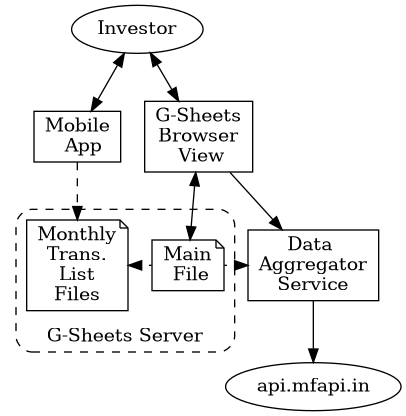 Investor
Mobile
App
G-Sheets
Browser
View
Monthly
Trans.
List
Files
Main
File
Data
Aggregator
Service
G-Sheets Server
api.mfapi.in